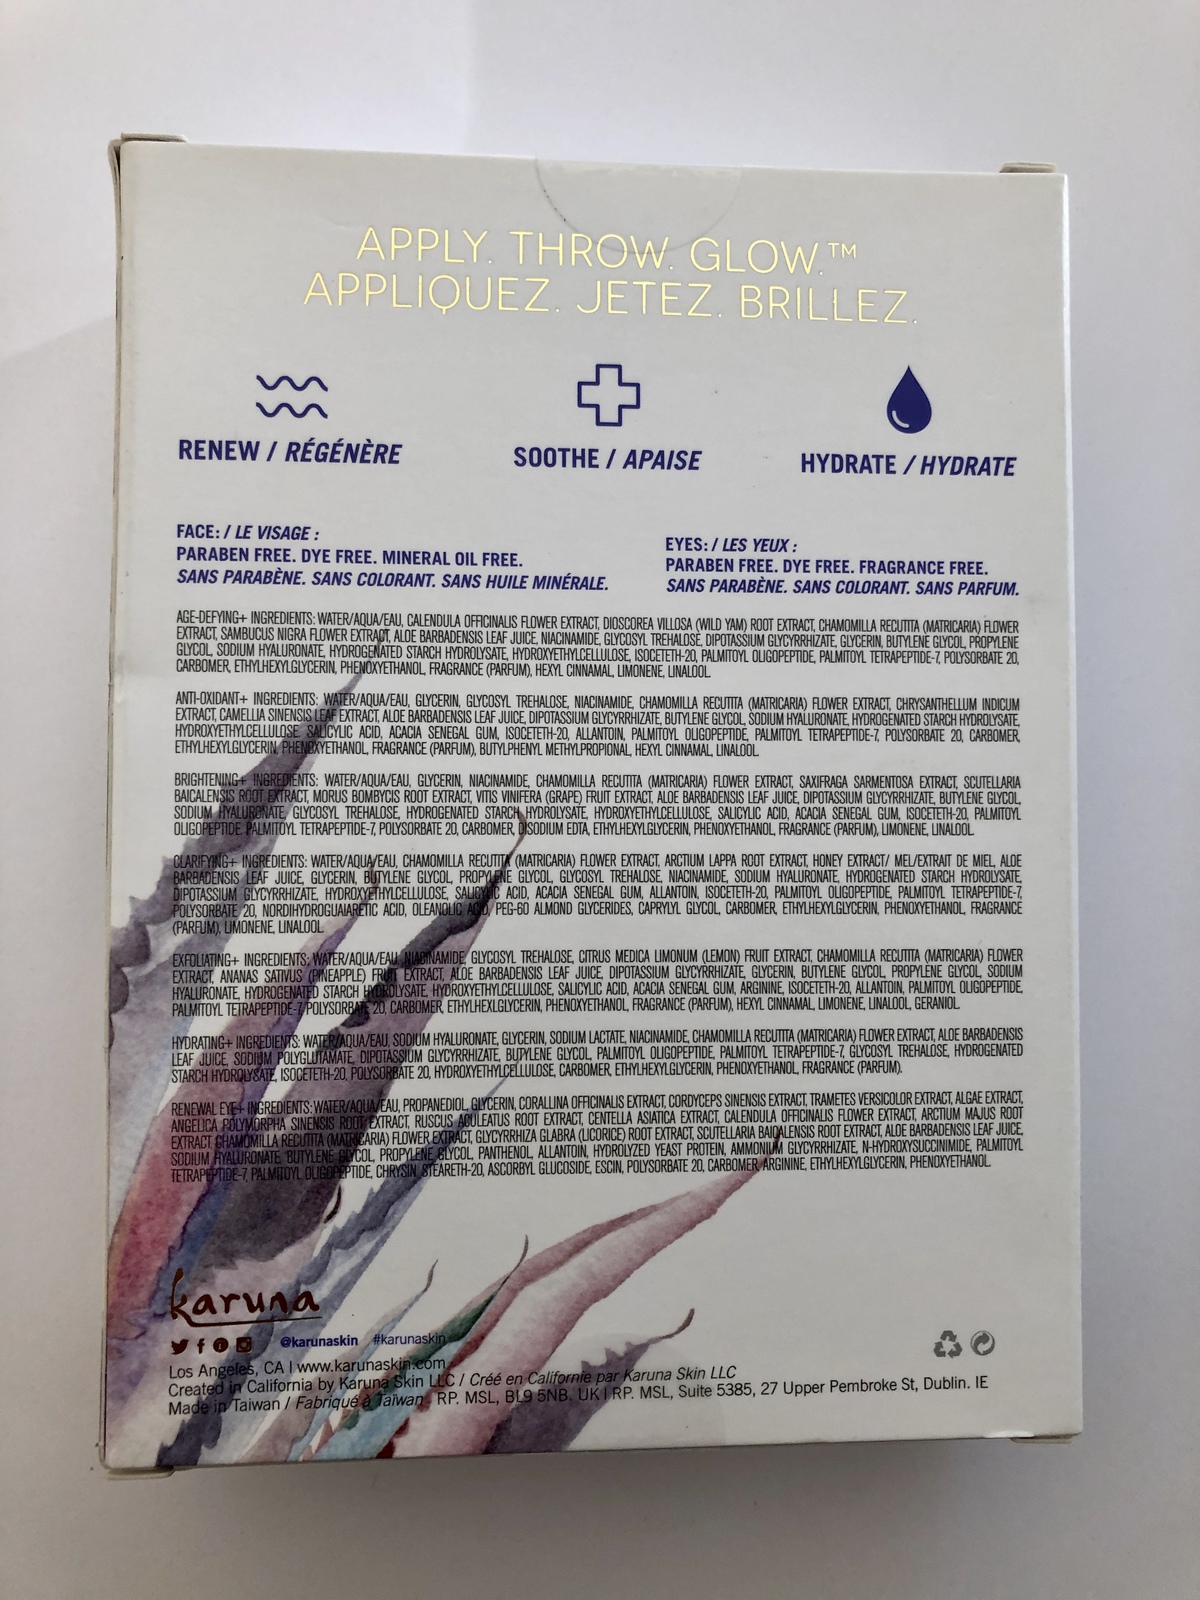 APPLY. THROW. GLOW.™
APPLIQUEZ. JETEZ. BRILLEZ.
RENEW / RÉGÉNÈRE
SOOTHE / APAISE
HYDRATE / HYDRATE
FACE: / LE VISAGE :
PARABEN FREE. DYE FREE. MINERAL OIL FREE.
SANS PARABÈNE. SANS COLORANT. SANS HUILE MINÉRALE.
EYES: / LES YEUX :
PARABEN FREE. DYE FREE. FRAGRANCE FREE.
SANS PARABÈNE. SANS COLORANT. SANS PARFUM.
AGE-DEFYING+ INGREDIENTS: WATER/AQUA/EAU, CALENDULA OFFICINALIS FLOWER EXTRACT, DIOSCOREA VILLOSA (WILD YAM) ROOT EXTRACT, CHAMOMILLA RECUTITA (MATRICARIA) FLOWER
EXTRACT, SAMBUCUS NIGRA FLOWER EXTRACT, ALOE BARBADENSIS LEAF JUICE, NIACINAMIDE, GLYCOSYL TREHALOSE, DIPOTASSIUM GLYCYRRHIZATE, GLYCERIN, BUTYLENE GLYCOL, PROPYLENE
GLYCOL, SODIUM HYALURONATE, HYDROGENATED STARCH HYDROLYSATE, HYDROXYETHYLCELLULOSE, ISOCETETH-20, PALMITOYL OLIGOPEPTIDE, PALMITOYL TETRAPEPTIDE-7, POLYSORBATE 20,
CARBOMER, ETHYLHEXYLGLYCERIN, PHENOXYETHANOL, FRAGRANCE (PARFUM), HEXYL CINNAMAL, LIMONENE, LINALOOL.
ANTI-OXIDANT+ INGREDIENTS: WATER/AQUA/EAU, GLYCERIN, GLYCOSYL TREHALOSE, NIACINAMIDE, CHAMOMILLA RECUTITA (MATRICARIA) FLOWER EXTRACT, CHRYSANTHELLUM INDICUM
EXTRACT, CAMELLIA SINENSIS LEAF EXTRACT, ALOE BARBADENSIS LEAF JUICE, DIPOTASSIUM GLYCYRRHIZATE, BUTYLENE GLYCOL, SODIUM HYALURONATE, HYDROGENATED STARCH HYDROLYSATE,
HYDROXYETHYLCELLULOSE, SALICYLIC ACID, ACACIA SENEGAL GUM, ISOCETETH-20, ALLANTOIN, PALMITOYL OLIGOPEPTIDE, PALMITOYL TETRAPEPTIDE-7, POLYSORBATE 20, CARBOMER,
ETHYLHEXYLGLYCERIN, PHENOXYETHANOL, FRAGRANCE (PARFUM), BUTYLPHENYL METHYLPROPIONAL, HEXYL CINNAMAL, LINALOOL.
BRIGHTENING+ INGREDIENTS: WATER/AQUA/EAU, GLYCERIN, NIACINAMIDE, CHAMOMILLA RECUTITA (MATRICARIA) FLOWER EXTRACT, SAXIFRAGA SARMENTOSA EXTRACT, SCUTELLARIA
BAICALENSIS ROOT EXTRACT, MORUS BOMBYCIS ROOT EXTRACT, VITIS VINIFERA (GRAPE) FRUIT EXTRACT, ALOE BARBADENSIS LEAF JUICE, DIPOTASSIUM GLYCYRRHIZATE, BUTYLENE GLYCOL,
SODIUM HYALURONATE, GLYCOSYL TREHALOSE, HYDROGENATED STARCH HYDROLYSATE, HYDROXYETHYLCELLULOSE, SALICYLIC ACID, ACACIA SENEGAL GUM, ISOCETETH-20, PALMITOYL
OLIGOPEPTIDE, PALMITOYL TETRAPEPTIDE-7, POLYSORBATE 20, CARBOMER, DISODIUM EDTA, ETHYLHEXYLGLYCERIN, PHENOXYETHANOL, FRAGRANCE (PARFUM), LIMONENE, LINALOOL.
CLARIFYING+ INGREDIENTS: WATER/AQUA/EAU, CHAMOMILLA RECUTITA (MATRICARIA) FLOWER EXTRACT, ARCTIUM LAPPA ROOT EXTRACT, HONEY EXTRACT/ MEL/EXTRAIT DE MIEL, ALOE
BARBADENSIS LEAF JUICE, GLYCERIN, BUTYLENE GLYCOL, PROPYLENE GLYCOL, GLYCOSYL TREHALOSE, NIACINAMIDE, SODIUM HYALURONATE, HYDROGENATED STARCH HYDROLYSATE,
DIPOTASSIUM GLYCYRRHIZATE, HYDROXYETHYLCELLULOSE, SALICYLIC ACID, ACACIA SENEGAL GUM, ALLANTOIN, ISOCETETH-20, PALMITOYL OLIGOPEPTIDE, PALMITOYL TETRAPEPTIDE-7,
POLYSORBATE 20, NORDIHYDROGUAIARETIC ACID, OLEANOLIC ACID, PEG-60 ALMOND GLYCERIDES, CAPRYLYL GLYCOL, CARBOMER, ETHYLHEXYLGLYCERIN, PHENOXYETHANOL, FRAGRANCE
(PARFUM), LIMONENE, LINALOOL.
EXFOLIATING+ INGREDIENTS: WATER/AQUA/EAU, NIACINAMIDE, GLYCOSYL TREHALOSE, CITRUS MEDICA LIMONUM (LEMON) FRUIT EXTRACT, CHAMOMILLA RECUTITA (MATRICARIA) FLOWER
EXTRACT, ANANAS SATIVUS (PINEAPPLE) FRUIT EXTRACT, ALOE BARBADENSIS LEAF JUICE, DIPOTASSIUM GLYCYRRHIZATE, GLYCERIN, BUTYLENE GLYCOL, PROPYLENE GLYCOL, SODIUM
HYALURONATE, HYDROGENATED STARCH HYDROLYSATE, HYDROXYETHYLCELLULOSE, SALICYLIC ACID, ACACIA SENEGAL GUM, ARGININE, ISOCETETH-20, ALLANTOIN, PALMITOYL OLIGOPEPTIDE,
PALMITOYL TETRAPEPTIDE-7, POLYSORBATE 20, CARBOMER, ETHYLHEXYLGLYCERIN, PHENOXYETHANOL, FRAGRANCE (PARFUM), HEXYL CINNAMAL, LIMONENE, LINALOOL, GERANIOL.
HYDRATING+ INGREDIENTS: WATER/AQUA/EAU, SODIUM HYALURONATE, GLYCERIN, SODIUM LACTATE, NIACINAMIDE, CHAMOMILLA RECUTITA (MATRICARIA) FLOWER EXTRACT, ALOE BARBADENSIS
LEAF JUICE, SODIUM POLYGLUTAMATE, DIPOTASSIUM GLYCYRRHIZATE, BUTYLENE GLYCOL, PALMITOYL OLIGOPEPTIDE, PALMITOYL TETRAPEPTIDE-7, GLYCOSYL TREHALOSE, HYDROGENATED
STARCH HYDROLYSATE, ISOCETETH-20, POLYSORBATE 20, HYDROXYETHYLCELLULOSE, CARBOMER, ETHYLHEXYLGLYCERIN, PHENOXYETHANOL, FRAGRANCE (PARFUM).
RENEWAL EYE+ INGREDIENTS: WATER/AQUA/EAU, PROPANEDIOL, GLYCERIN, CORALLINA OFFICINALIS EXTRACT, CORDYCEPS SINENSIS EXTRACT, TRAMETES VERSICOLOR EXTRACT, ALGAE EXTRACT,
ANGELICA POLYMORPHA SINENSIS ROOT EXTRACT, RUSCUS ACULEATUS ROOT EXTRACT, CENTELLA ASIATICA EXTRACT, CALENDULA OFFICINALIS FLOWER EXTRACT, ARCTIUM MAJUS ROOT
EXTRACT, CHAMOMILLA RECUTITA (MATRICARIA) FLOWER EXTRACT, GLYCYRRHIZA GLABRA (LICORICE) ROOT EXTRACT, SCUTELLARIA BAICALENSIS ROOT EXTRACT, ALOE BARBADENSIS LEAF JUICE,
SODIUM HYALURONATE, BUTYLENE GLYCOL, PROPYLENE GLYCOL, PANTHENOL, ALLANTOIN, HYDROLYZED YEAST PROTEIN, AMMONIUM GLYCYRRHIZATE, N-HYDROXYSUCCINIMIDE, PALMITOYL
TETRAPEPTIDE-7, PALMITOYL OLIGOPEPTIDE, CHRYSIN, STEARETH-20, ASCORBYL GLUCOSIDE, ESCIN, POLYSORBATE 20, CARBOMER, ARGININE, ETHYLHEXYLGLYCERIN, PHENOXYETHANOL.
karuna
@karunaskin #karunaskin
Los Angeles, CA | www.karunaskin.com
Created in California by Karuna Skin LLC / Créé en Californie par Karuna Skin LLC
Made in Taiwan / Fabriqué à Taïwan RP. MSL, BL9 5NB. UK | RP. MSL, Suite 5385, 27 Upper Pembroke St, Dublin. IE